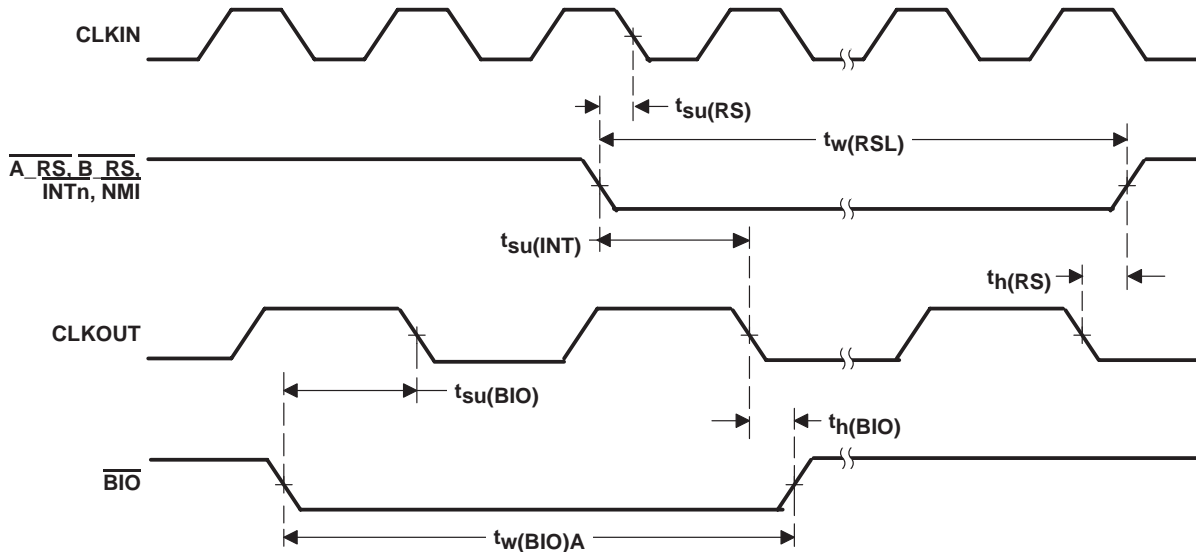 CLKIN
tsu(RS)
tw(RSL)
A_RS, B_RS,
INTn, NMI
tsu(INT)
th(RS)
CLKOUT
tsu(BIO)
th(BIO)
BIO
tw(BIO)A